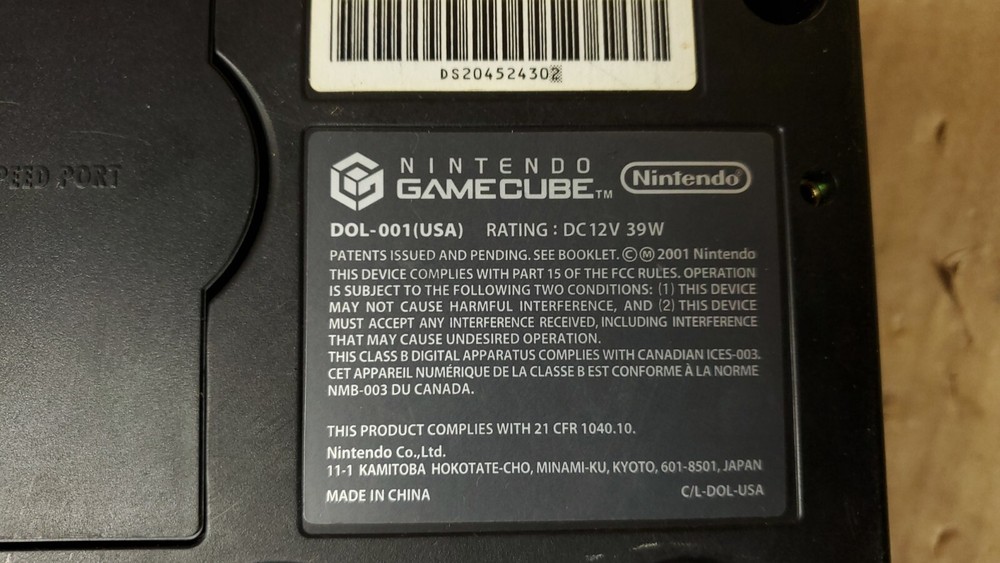 DS204524302
PEED PORT
NINTENDO
GAMECUBE™
Nintendo®
DOL-001(USA) RATING : DC12V 39W
PATENTS ISSUED AND PENDING. SEE BOOKLET. ©Ⓜ2001 Nintendo
THIS DEVICE COMPLIES WITH PART 15 OF THE FCC RULES. OPERATION
IS SUBJECT TO THE FOLLOWING TWO CONDITIONS: (1) THIS DEVICE
MAY NOT CAUSE HARMFUL INTERFERENCE, AND (2) THIS DEVICE
MUST ACCEPT ANY INTERFERENCE RECEIVED, INCLUDING INTERFERENCE
THAT MAY CAUSE UNDESIRED OPERATION.
THIS CLASS B DIGITAL APPARATUS COMPLIES WITH CANADIAN ICES-003.
CET APPAREIL NUMÉRIQUE DE LA CLASSE B EST CONFORME À LA NORME
NMB-003 DU CANADA.
THIS PRODUCT COMPLIES WITH 21 CFR 1040.10.
Nintendo Co.,Ltd.
11-1 KAMITOBA HOKOTATE-CHO, MINAMI-KU, KYOTO, 601-8501, JAPAN
MADE IN CHINA C/L-DOL-USA